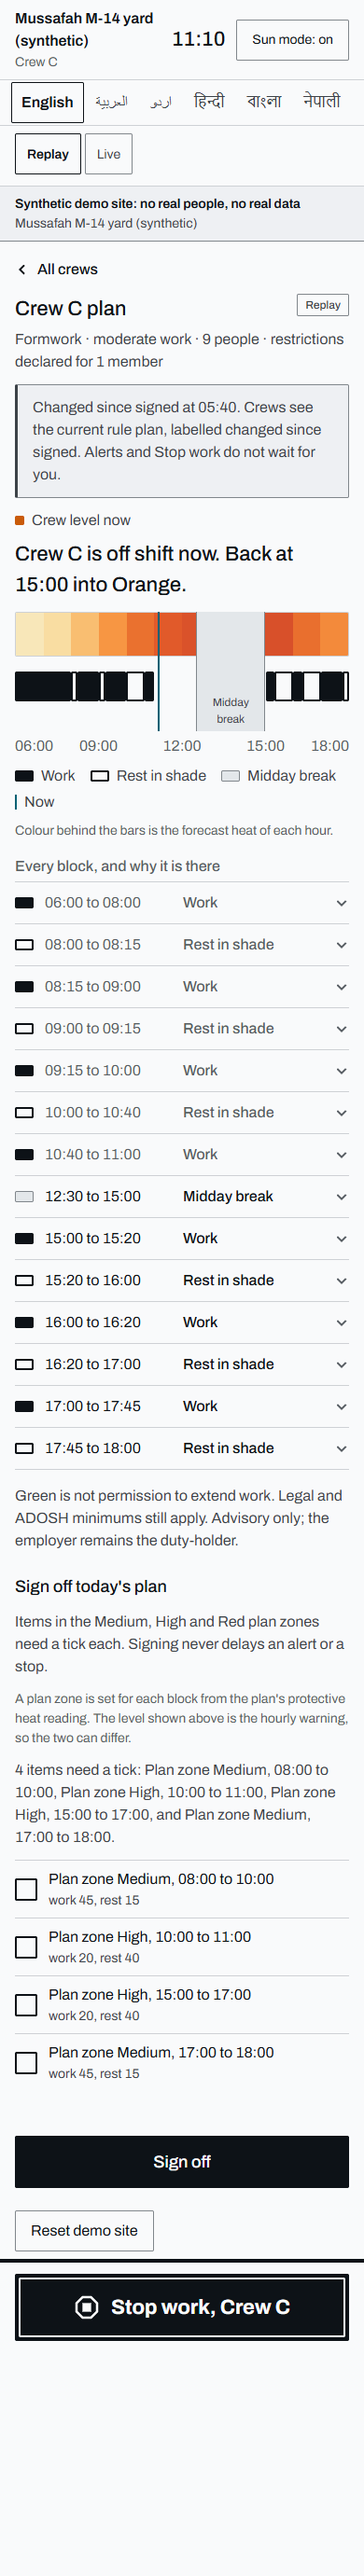 Mussafah M-14 yard
(synthetic)
Crew C
11:10
Sun mode: on
English
العربية
اردو
हिन्दी
বাংলা
नेपाली
Replay
Live
Synthetic demo site: no real people, no real data
Mussafah M-14 yard (synthetic)
All crews
Crew C plan
Replay
Formwork · moderate work · 9 people · restrictions
declared for 1 member
Changed since signed at 05:40. Crews see
the current rule plan, labelled changed since
signed. Alerts and Stop work do not wait for
you.
Crew level now
Crew C is off shift now. Back at
15:00 into Orange.
Midday
break
06:00 09:00 12:00 15:00 18:00
Work Rest in shade Midday break
Now
Colour behind the bars is the forecast heat of each hour.
Every block, and why it is there
06:00 to 08:00 Work
08:00 to 08:15 Rest in shade
08:15 to 09:00 Work
09:00 to 09:15 Rest in shade
09:15 to 10:00 Work
10:00 to 10:40 Rest in shade
10:40 to 11:00 Work
12:30 to 15:00 Midday break
15:00 to 15:20 Work
15:20 to 16:00 Rest in shade
16:00 to 16:20 Work
16:20 to 17:00 Rest in shade
17:00 to 17:45 Work
17:45 to 18:00 Rest in shade
Green is not permission to extend work. Legal and
ADOSH minimums still apply. Advisory only; the
employer remains the duty-holder.
Sign off today's plan
Items in the Medium, High and Red plan zones
need a tick each. Signing never delays an alert or a
stop.
A plan zone is set for each block from the plan's protective
heat reading. The level shown above is the hourly warning,
so the two can differ.
4 items need a tick: Plan zone Medium, 08:00 to
10:00, Plan zone High, 10:00 to 11:00, Plan zone
High, 15:00 to 17:00, and Plan zone Medium,
17:00 to 18:00.
Plan zone Medium, 08:00 to 10:00
work 45, rest 15
Plan zone High, 10:00 to 11:00
work 20, rest 40
Plan zone High, 15:00 to 17:00
work 20, rest 40
Plan zone Medium, 17:00 to 18:00
work 45, rest 15
Sign off
Reset demo site
Stop work, Crew C